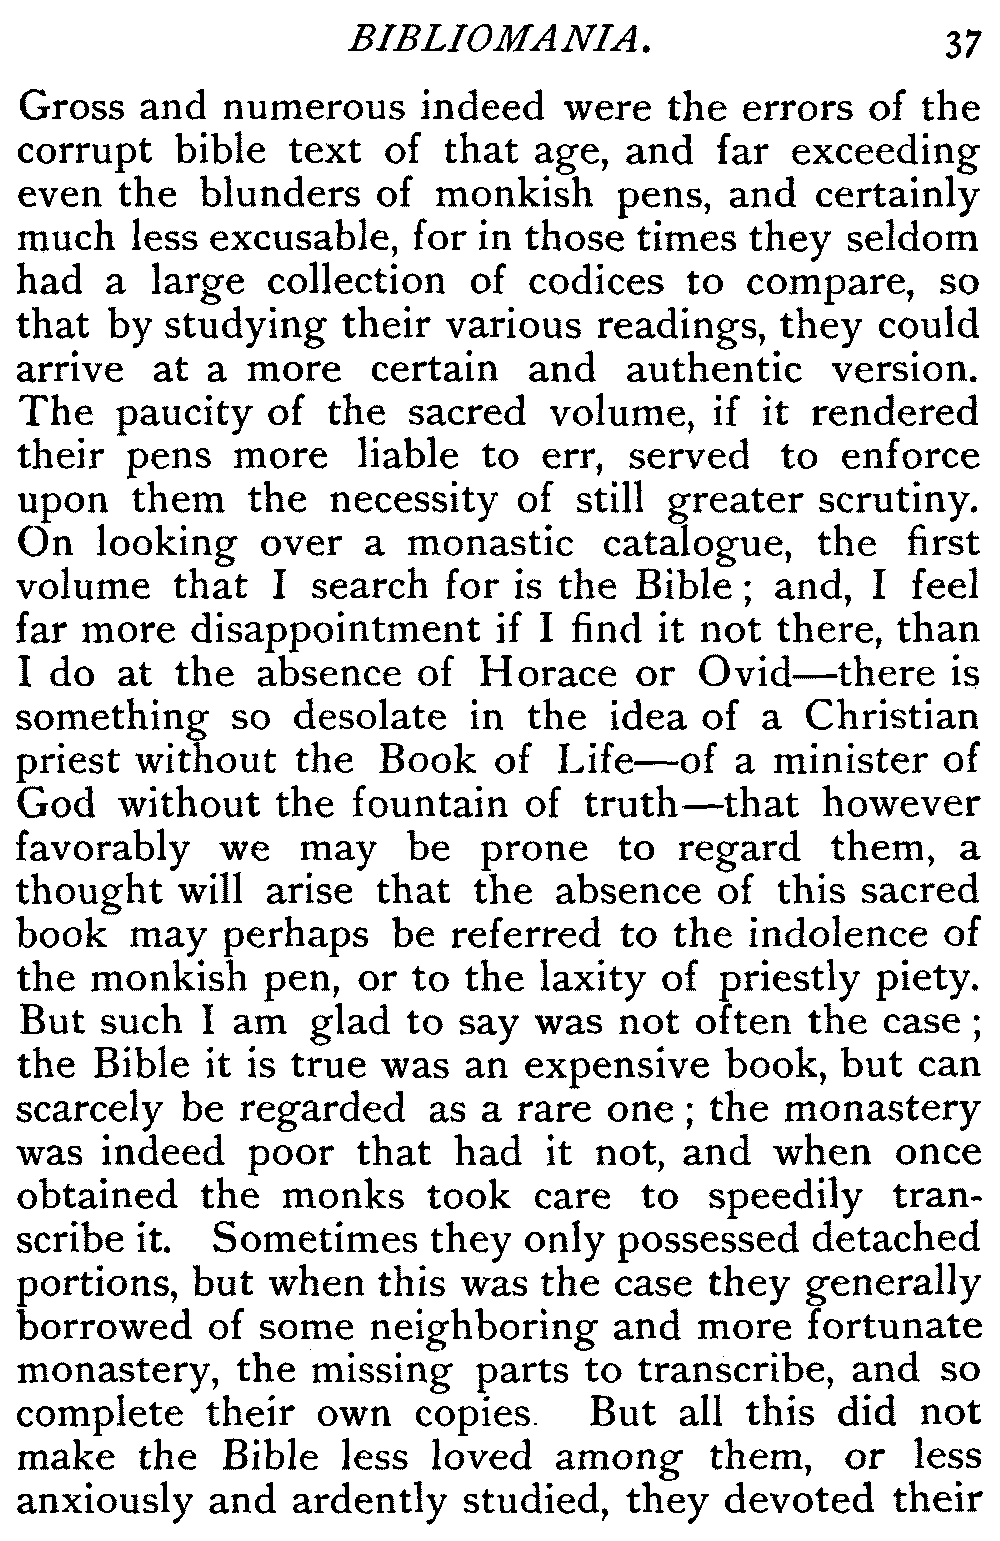 BIBLIOMANIA. 37
Gross and numerous indeed were the errors of the
corrupt bible text of that age, and far exceeding
even the blunders of monkish pens, and certainly
much less excusable, for in those times they seldom
had a large collection of codices to compare, so
that by studying their various readings, they could
arrive at a more certain and authentic version.
The paucity of the sacred volume, if it rendered
their pens more liable to err, served to enforce
upon them the necessity of still greater scrutiny.
On looking over a monastic catalogue, the first
volume that I search for is the Bible ; and, I feel
far more disappointment if I find it not there, than
I do at the absence of Horace or Ovid—there is
something so desolate in the idea of a Christian
priest without the Book of Life—of a minister of
God without the fountain of truth—that however
favorably we may be prone to regard them, a
thought will arise that the absence of this sacred
book may perhaps be referred to the indolence of
the monkish pen, or to the laxity of priestly piety.
But such I am glad to say was not often the case ;
the Bible it is true was an expensive book, but can
scarcely be regarded as a rare one ; the monastery
was indeed poor that had it not, and when once
obtained the monks took care to speedily tran-
scribe it. Sometimes they only possessed detached
portions, but when this was the case they generally
borrowed of some neighboring and more fortunate
monastery, the missing parts to transcribe, and so
complete their own copies. But all this did not
make the Bible less loved among them, or less
anxiously and ardently studied, they devoted their